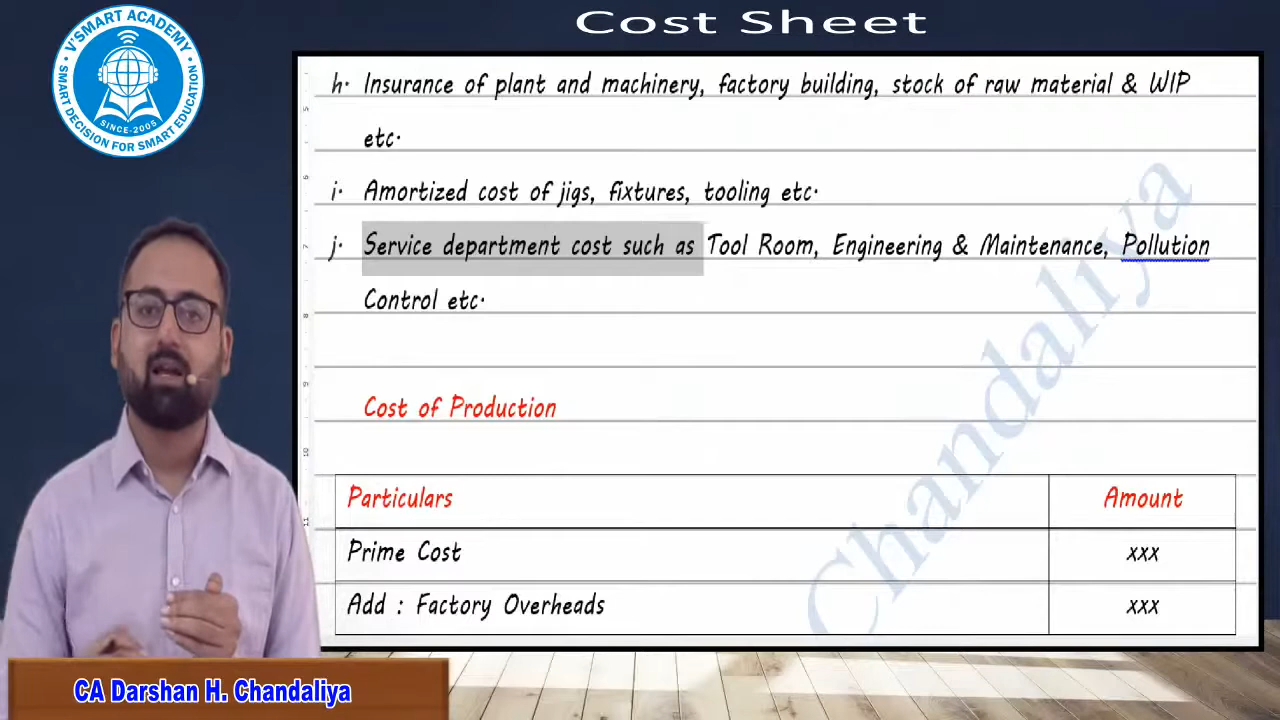 Cost Sheet
V'SMART ACADEMY
SINCE-2005
SMART DECISION FOR SMART EDUCATION
h. Insurance of plant and machinery, factory building, stock of raw material & WIP
etc.
i. Amortized cost of jigs, fixtures, tooling etc.
j. Service department cost such as Tool Room, Engineering & Maintenance, Pollution
Control etc.
Cost of Production
Particulars Amount
Prime Cost xxx
Add : Factory Overheads xxx
Chandaliya
CA Darshan H. Chandaliya